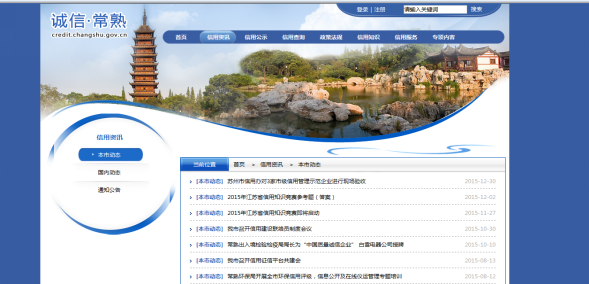 诚信·常熟
credit.changshu.gov.cn
登录 | 注册 请输入关键词 搜索
首页 信用资讯 信用公示 信用查询 政策法规 信用知识 信用服务 专项内容
信用资讯
本市动态
国内动态
通知公告
当前位置 首页 » 信用资讯 » 本市动态
[本市动态] 苏州市信用办对3家市级信用管理示范企业进行现场验收 2015-12-30
[本市动态] 2015年江苏省信用知识竞赛参考题(答案) 2015-12-02
[本市动态] 2015年江苏省信用知识竞赛即将启动 2015-11-27
[本市动态] 我市召开信用建设联络员制度会议 2015-10-30
[本市动态] 常熟出入境检验检疫局局长为“中国质量诚信企业” 白雪电器公司授牌 2015-10-10
[本市动态] 我市召开信用征信平台共建会 2015-08-13
[本市动态] 常熟环保局开展全市环保信用评级,信息公开及在线仪运管理专题培训 2015-08-12